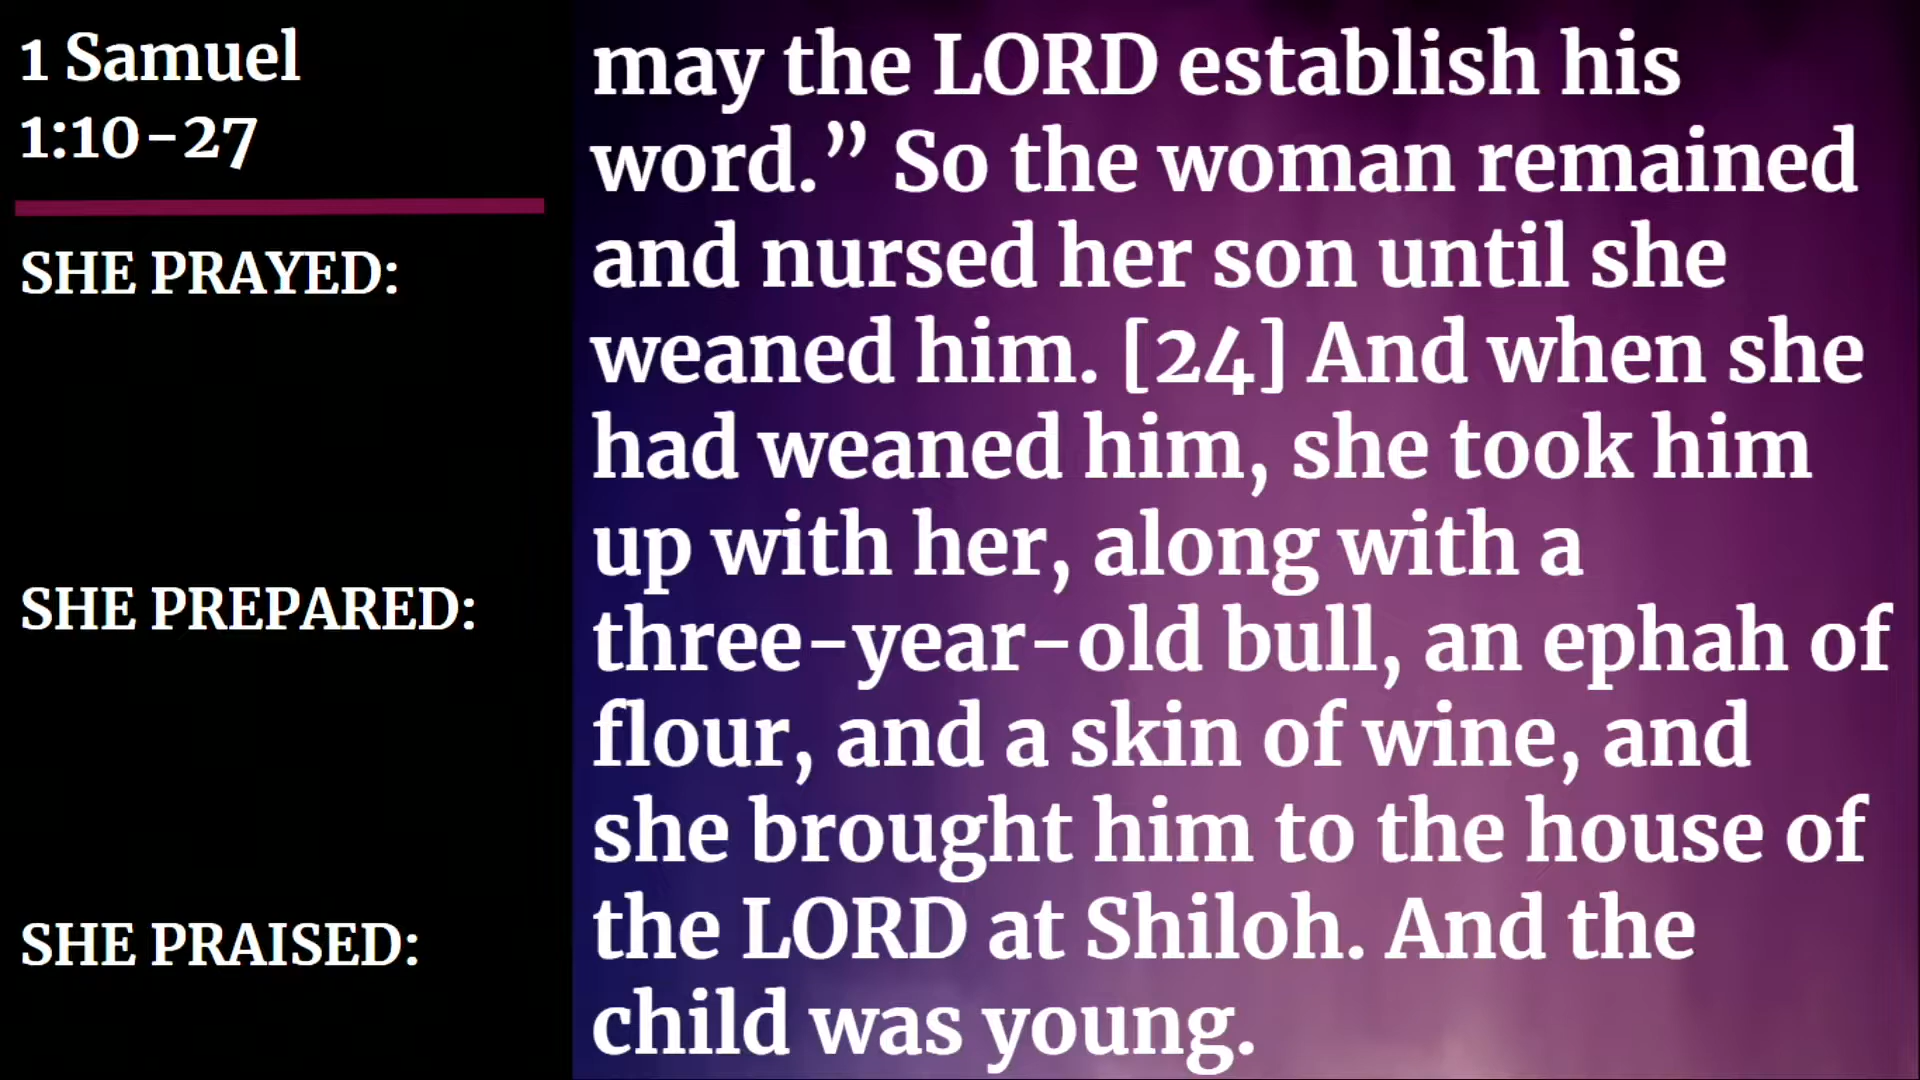 1 Samuel
1:10-27
SHE PRAYED:
SHE PREPARED:
SHE PRAISED:
may the LORD establish his
word.” So the woman remained
and nursed her son until she
weaned him. [24] And when she
had weaned him, she took him
up with her, along with a
three-year-old bull, an ephah of
flour, and a skin of wine, and
she brought him to the house of
the LORD at Shiloh. And the
child was young.